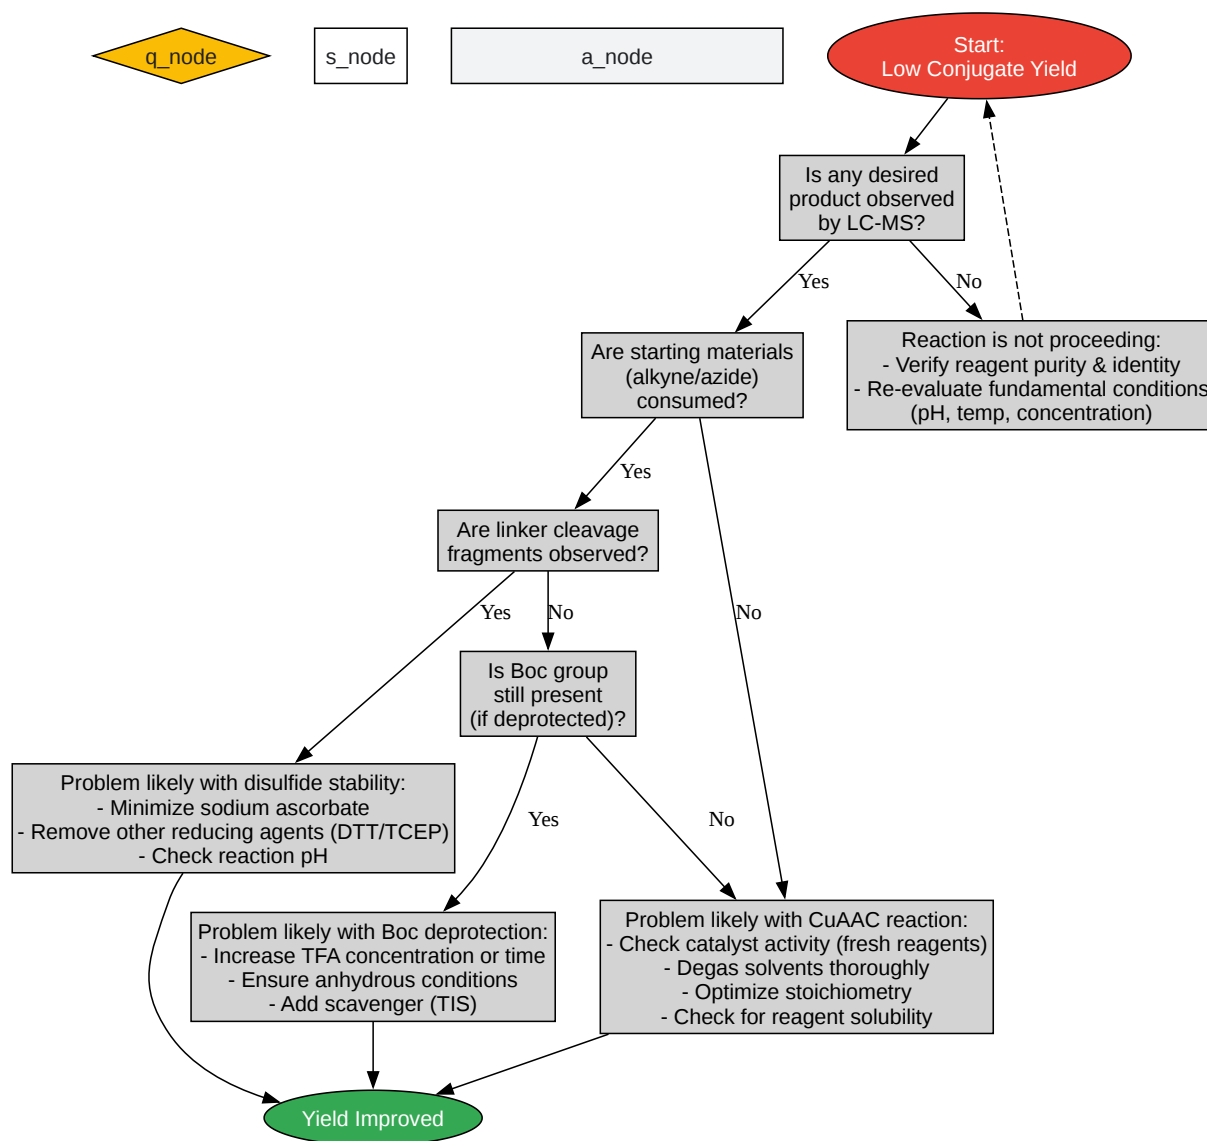 q_node
s_node
a_node
Start:
Low Conjugate Yield
Is any desired
product observed
by LC-MS?
Yes
No
Are starting materials
(alkyne/azide)
consumed?
Reaction is not proceeding:
- Verify reagent purity & identity
- Re-evaluate fundamental conditions
(pH, temp, concentration)
Yes
No
Are linker cleavage
fragments observed?
Yes
No
Is Boc group
still present
(if deprotected)?
Yes
No
Problem likely with disulfide stability:
- Minimize sodium ascorbate
- Remove other reducing agents (DTT/TCEP)
- Check reaction pH
Problem likely with Boc deprotection:
- Increase TFA concentration or time
- Ensure anhydrous conditions
- Add scavenger (TIS)
Problem likely with CuAAC reaction:
- Check catalyst activity (fresh reagents)
- Degas solvents thoroughly
- Optimize stoichiometry
- Check for reagent solubility
Yield Improved